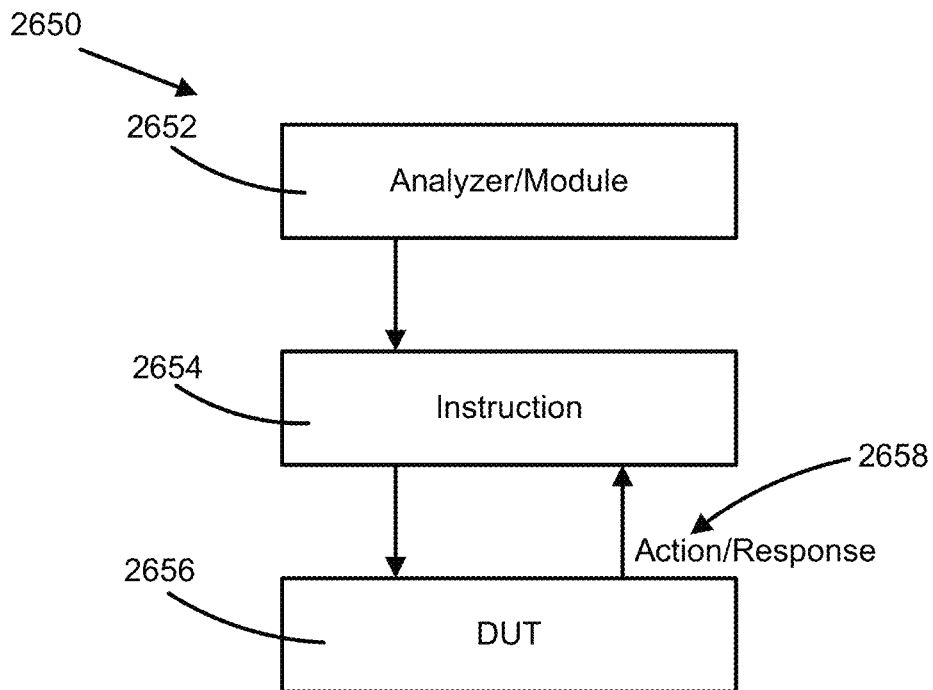 2650
2652
Analyzer/Module
2654
Instruction
2658
Action/Response
2656
DUT